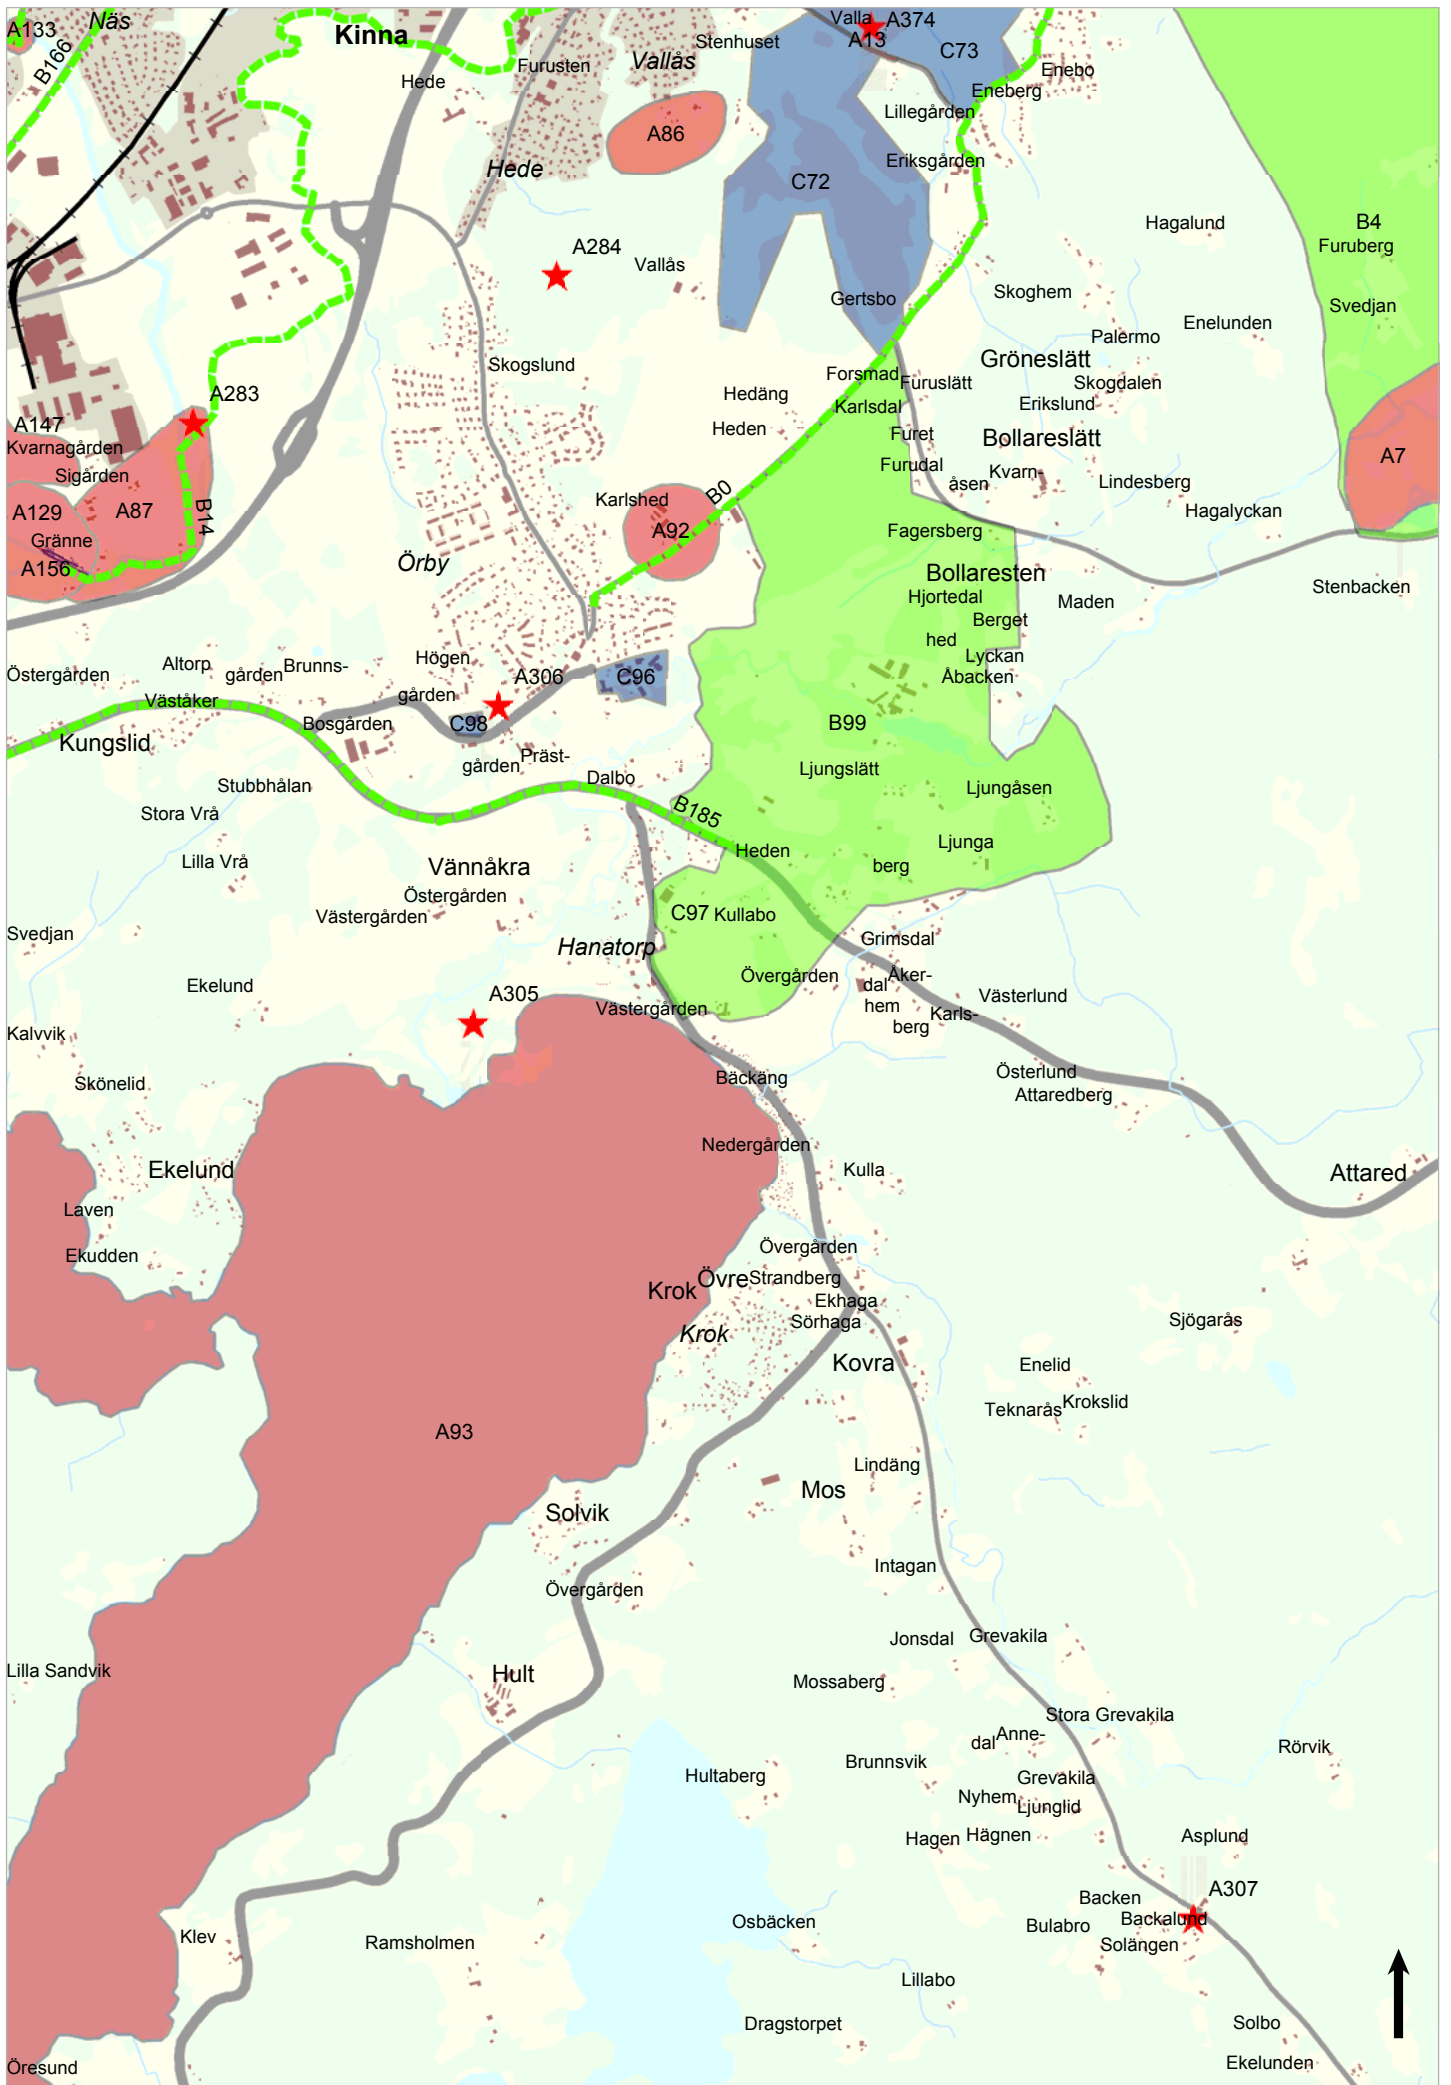 A133
Näs
B166
Kinna
Hede
Furusten
Vallås
Stenhuset
Valla
A374
A13
C73
Enebo
Eneberg
Lillegården
A86
Eriksgården
Hede
C72
Hagalund
B4
Furuberg
A284
Vallås
Gertsbo
Skoghem
Svedjan
Enelunden
Palermo
Gröneslätt
Skogslund
Forsmad
Furuslätt
Skogdalen
Hedäng
A283
Karlsdal
Erikslund
A147
Heden
Furet
Bollareslätt
Kvarnagården
A7
Sigården
Furudal
Kvarn-
åsen
Lindesberg
Karlshed
B0
A129
A87
B14
Hagalyckan
Gränne
A92
Fagersberg
Örby
A156
Bollaresten
Stenbacken
Hjortedal
Maden
Berget
hed
Högen
Lyckan
Östergården
Altorp
gården
Brunns-
A306
C96
Åbacken
gården
Väståker
Bosgården
C98
B99
Kungslid
Präst-
gården
Ljungslätt
Dalbo
Stubbhålan
Ljungåsen
Stora Vrå
B185
Ljunga
Lilla Vrå
Heden
Vännåkra
berg
Östergården
Västergården
C97
Kullabo
Svedjan
Hanatorp
Grimsdal
Ekelund
Övergården
Åker-
dal
A305
Västerlund
Västergården
hem
Karls-
berg
Kalvvik
Österlund
Skönelid
Bäckäng
Attaredberg
Nedergården
Ekelund
Kulla
Attared
Laven
Ekudden
Övergården
Övre
Strandberg
Krok
Ekhaga
Sörhaga
Sjögarås
Krok
Kovra
Enelid
Teknarås
Krokslid
A93
Lindäng
Mos
Solvik
Intagan
Övergården
Jonsdal
Grevakila
Lilla Sandvik
Hult
Mossaberg
Stora Grevakila
Anne-
dal
Rörvik
Brunnsvik
Hultaberg
Grevakila
Nyhem
Ljunglid
Hagen
Hägnen
Asplund
A307
Backen
Osbäcken
Backalund
Bulabro
Klev
Ramsholmen
Solängen
Lillabo
Dragstorpet
Solbo
Öresund
Ekelunden